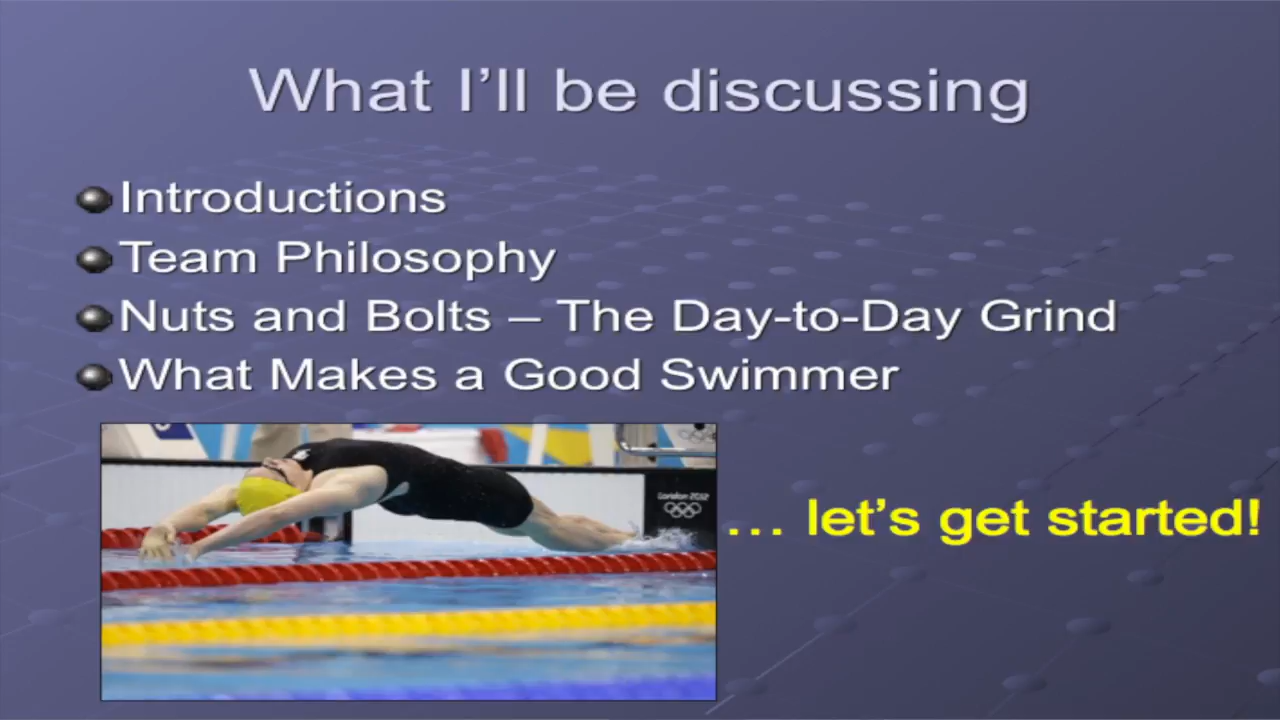 What I'll be discussing
Introductions
Team Philosophy
Nuts and Bolts – The Day-to-Day Grind
What Makes a Good Swimmer
London 2012
… let's get started!